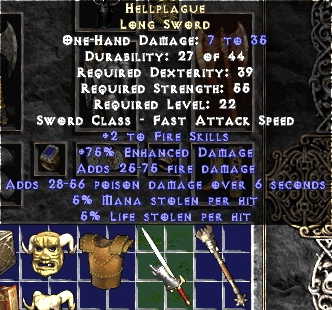 Hellplague
Long Sword
One-Hand Damage: 7 to 35
Durability: 27 of 44
Required Dexterity: 39
Required Strength: 55
Required Level: 22
Sword Class - Fast Attack Speed
+2 to Fire Skills
+75% Enhanced Damage
Adds 25-75 fire damage
Adds 28-56 poison damage over 6 seconds
5% Mana stolen per hit
5% Life stolen per hit